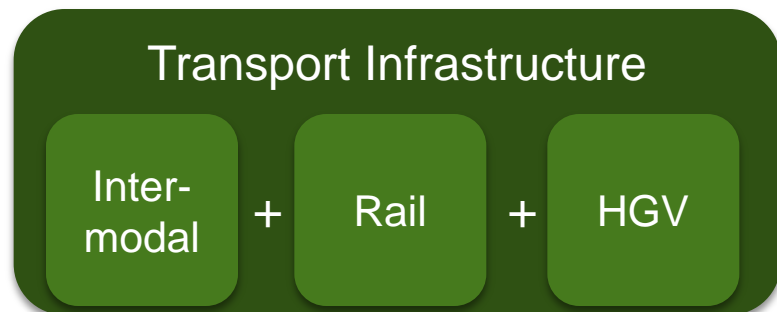 Transport Infrastructure
Inter-
modal
+
Rail
+
HGV